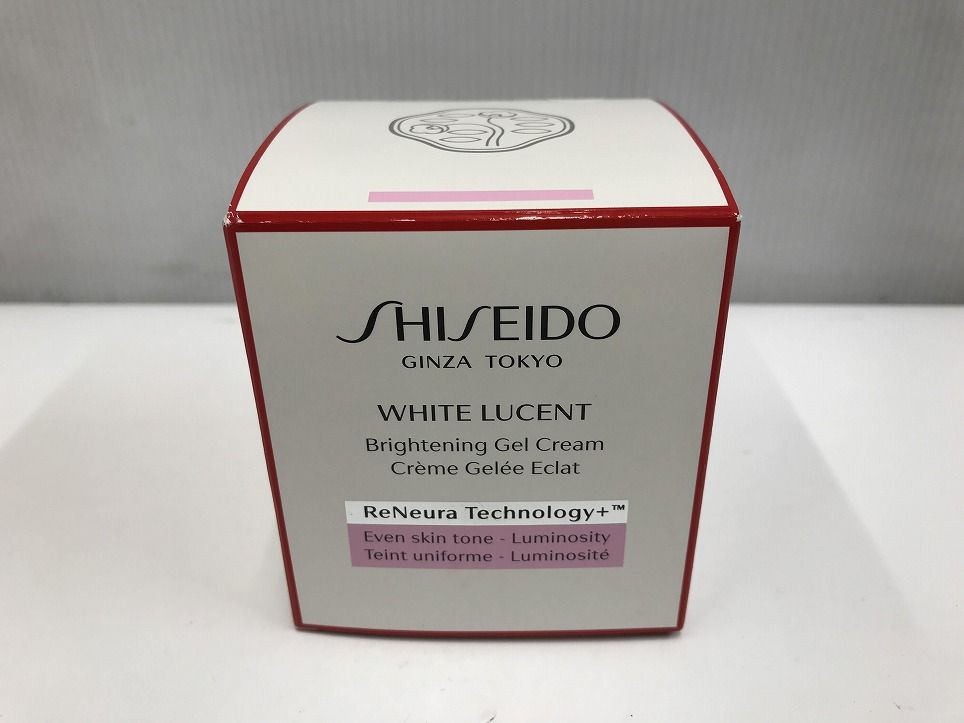 SHISEIDO
GINZA TOKYO
WHITE LUCENT
Brightening Gel Cream
Crème Gelée Eclat
ReNeura Technology+™
Even skin tone - Luminosity
Teint uniforme - Luminosité